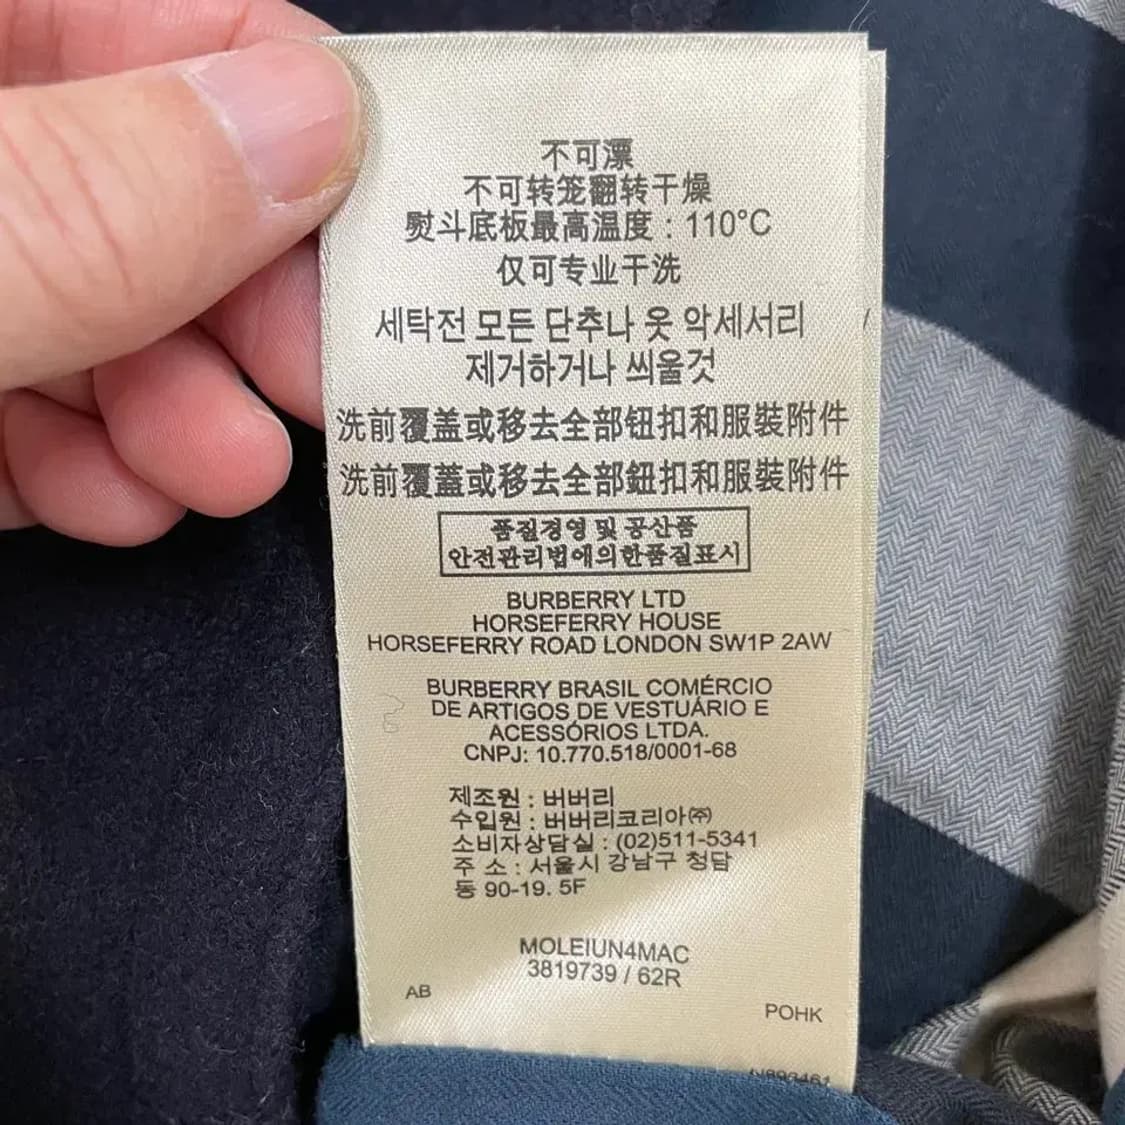 不可漂
不可转笼翻转干燥
熨斗底板最高温度：110°C
仅可专业干洗
세탁전 모든 단추나 옷 악세서리
제거하거나 씌울것
洗前覆盖或移去全部钮扣和服裝附件
洗前覆蓋或移去全部鈕扣和服裝附件
품질경영 및 공산품
안전관리법에의한품질표시
BURBERRY LTD
HORSEFERRY HOUSE
HORSEFERRY ROAD LONDON SW1P 2AW
BURBERRY BRASIL COMÉRCIO
DE ARTIGOS DE VESTUÁRIO E
ACESSÓRIOS LTDA.
CNPJ: 10.770.518/0001-68
제조원 : 버버리
수입원 : 버버리코리아㈜
소비자상담실 : (02)511-5341
주 소 : 서울시 강남구 청담
동 90-19. 5F
MOLEIUN4MAC
3819739 / 62R
AB
POHK